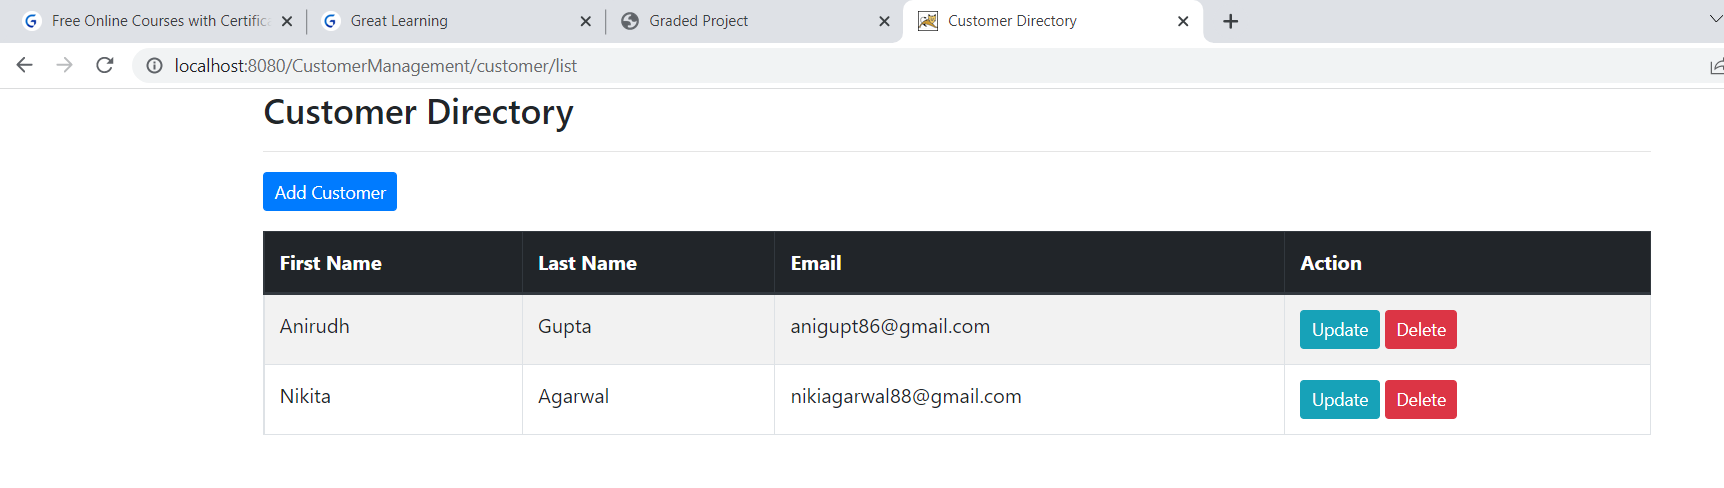 Free Online Courses with Certifica Great Learning Graded Project Customer Directory
localhost:8080/CustomerManagement/customer/list
Customer Directory
Add Customer
First Name Last Name Email Action
Anirudh Gupta anigupt86@gmail.com Update Delete
Nikita Agarwal nikiagarwal88@gmail.com Update Delete